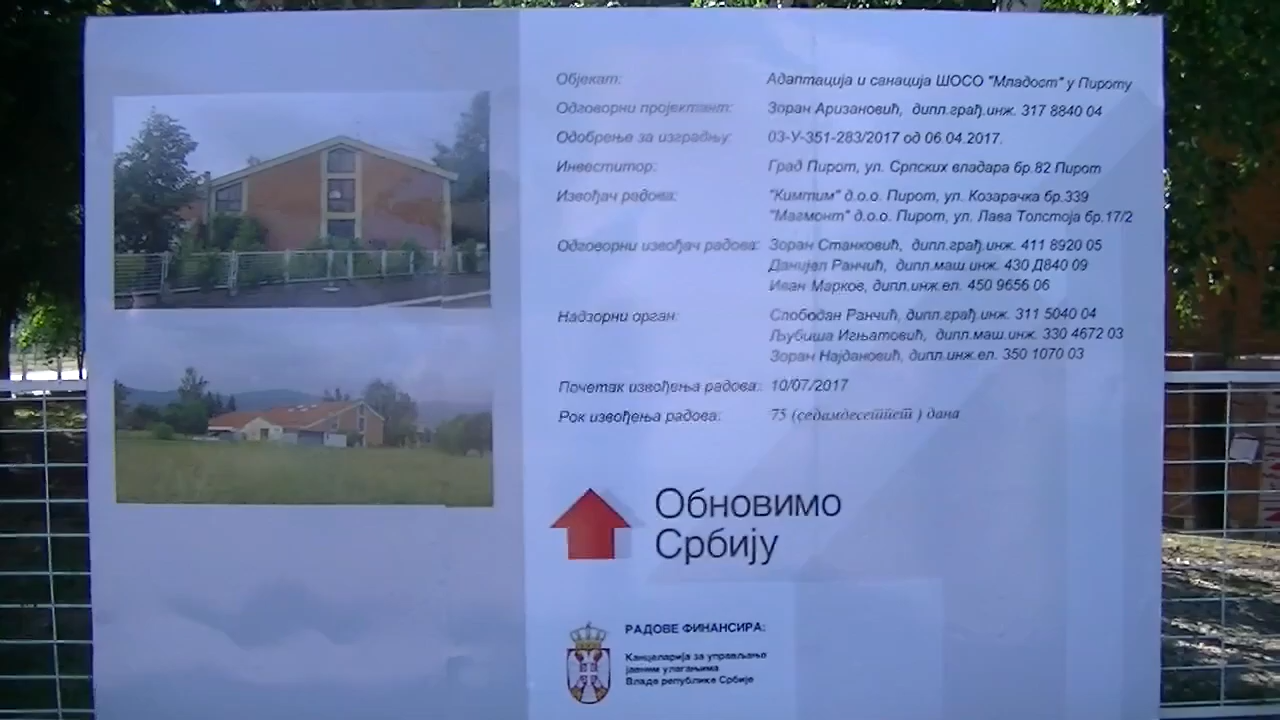 Објекат: Адаптација и санација ШОСО "Младост" у Пироту
Одговорни пројектант: Зоран Аризановић, дипл.грађ.инж. 317 8840 04
Одобрење за изградњу: 03-У-351-283/2017 од 06.04.2017.
Инвеститор: Град Пирот, ул. Српских владара бр.82 Пирот
Извођач радова: "Кимтим" д.о.о. Пирот, ул. Козарачка бр.339
"Магмонт" д.о.о. Пирот, ул. Лава Толстоја бр.17/2
Одговорни извођач радова: Зоран Станковић, дипл.грађ.инж. 411 8920 05
Данијел Ранчић, дипл.маш.инж. 430 Д840 09
Иван Марков, дипл.инж.ел. 450 9656 06
Надзорни орган: Слободан Ранчић, дипл.грађ.инж. 311 5040 04
Љубиша Игњатовић, дипл.маш.инж. 330 4672 03
Зоран Најдановић, дипл.инж.ел. 350 1070 03
Почетак извођења радова: 10/07/2017
Рок извођења радова: 75 (седамдесетпет ) дана
Обновимо
Србију
РАДОВЕ ФИНАНСИРА:
Канцеларија за управљање
јавним улагањима
Владе републике Србије